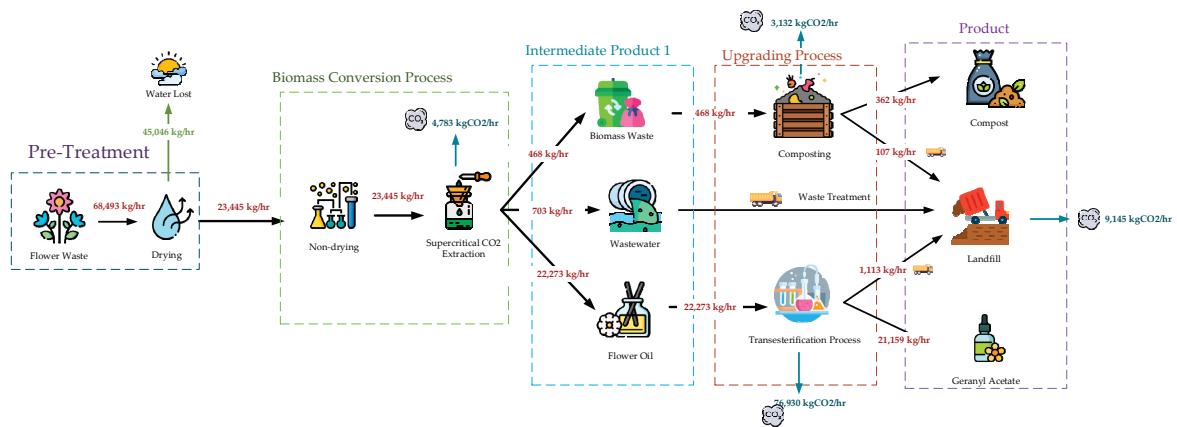 3,132 kgCO2/hr
Product
Intermediate Product 1
Upgrading Process
Biomass Conversion Process
Water Lost
CO2
4,783 kgCO2/hr
45,046 kg/hr
468 kg/hr
362 kg/hr
Compost
Biomass Waste
Pre-Treatment
468 kg/hr
Composting
107 kg/hr
68,493 kg/hr
23,445 kg/hr
23,445 kg/hr
703 kg/hr
Waste Treatment
9,145 kgCO2/hr
Flower Waste
Drying
Non-drying
Supercritical CO2
Extraction
Wastewater
Landfill
22,273 kg/hr
1,113 kg/hr
22,273 kg/hr
Flower Oil
Transesterification Process
21,159 kg/hr
Geranyl Acetate
76,930 kgCO2/hr